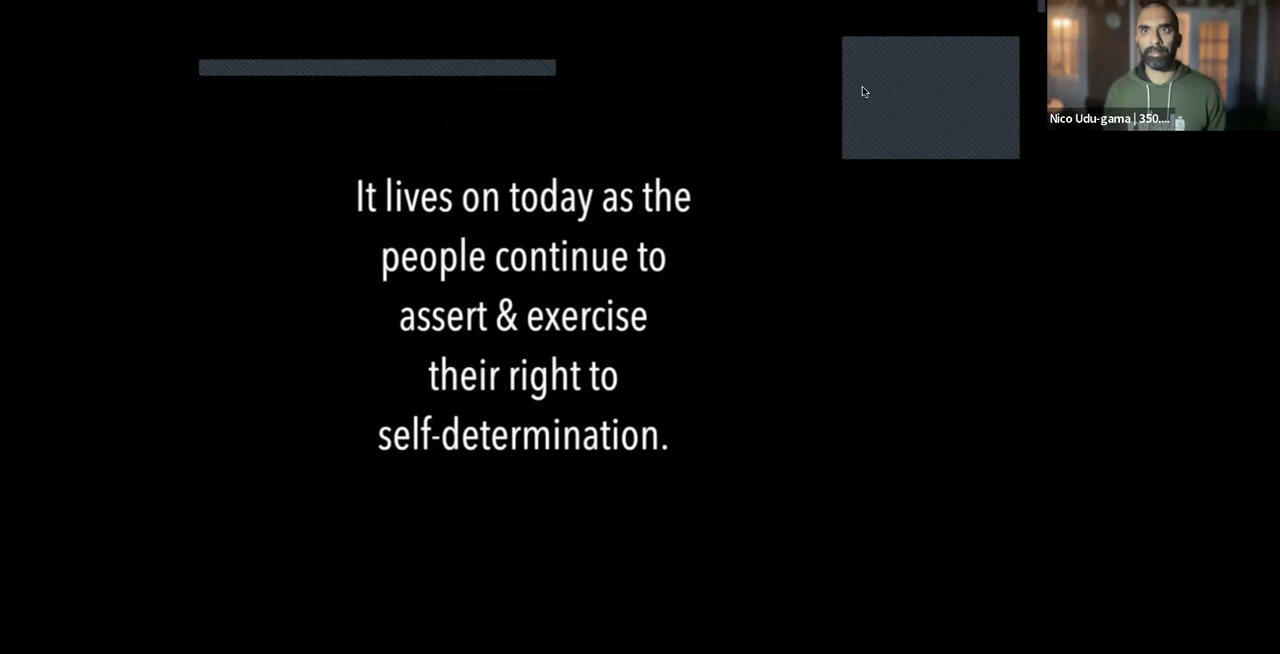 It lives on today as the
people continue to
assert & exercise
their right to
self-determination.
Nico Udu-gama | 350....